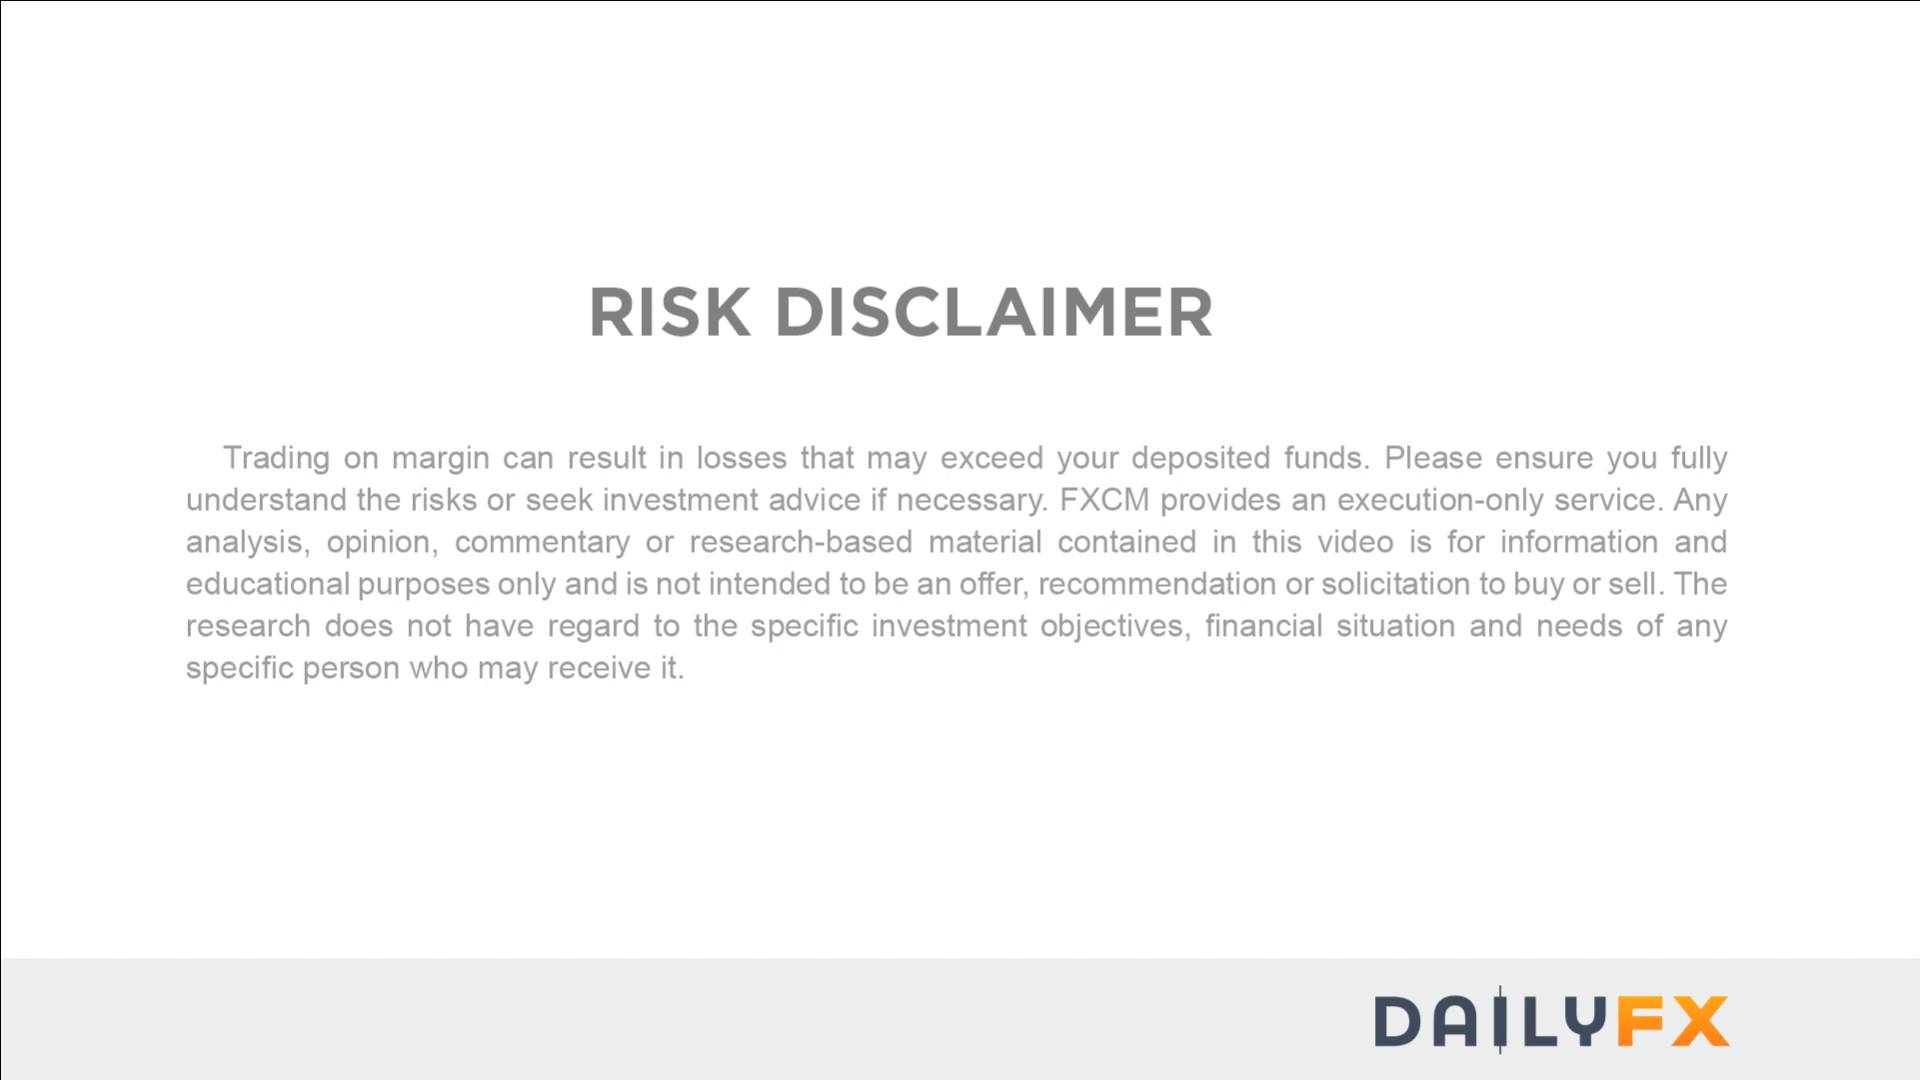 RISK DISCLAIMER
Trading on margin can result in losses that may exceed your deposited funds. Please ensure you fully
understand the risks or seek investment advice if necessary. FXCM provides an execution-only service. Any
analysis, opinion, commentary or research-based material contained in this video is for information and
educational purposes only and is not intended to be an offer, recommendation or solicitation to buy or sell. The
research does not have regard to the specific investment objectives, financial situation and needs of any
specific person who may receive it.
DAILYFX